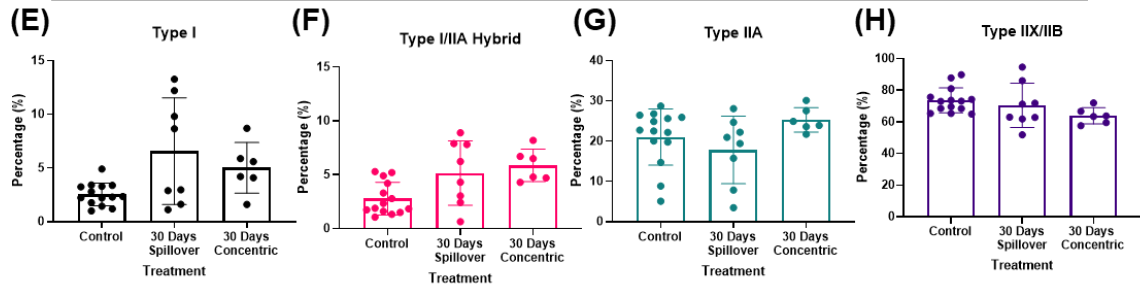 (E)
Type I
Percentage (%)
15
10
5
0
Control
30 Days
Spillover
30 Days
Concentric
Treatment
(F)
Type I/IIA Hybrid
Percentage (%)
15
10
5
0
Control
30 Days
Spillover
30 Days
Concentric
Treatment
(G)
Type IIA
Percentage (%)
40
30
20
10
0
Control
30 Days
Spillover
30 Days
Concentric
Treatment
(H)
Type IIX/IIB
Percentage (%)
100
80
60
40
20
0
Control
30 Days
Spillover
30 Days
Concentric
Treatment